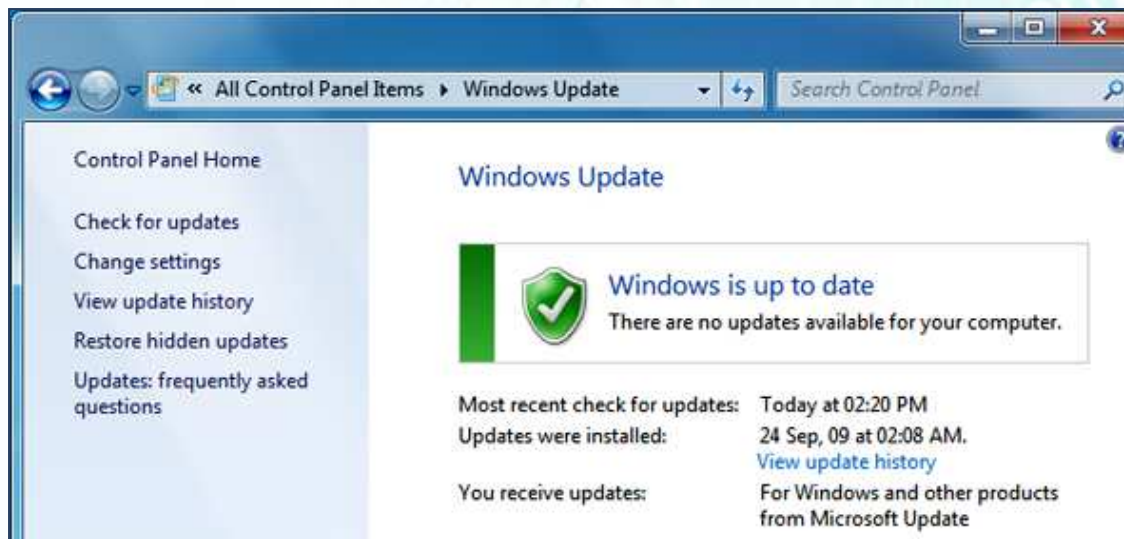 « All Control Panel Items ▸ Windows Update
Search Control Panel
Control Panel Home
Check for updates
Change settings
View update history
Restore hidden updates
Updates: frequently asked
questions
Windows Update
Windows is up to date
There are no updates available for your computer.
Most recent check for updates: Today at 02:20 PM
Updates were installed: 24 Sep, 09 at 02:08 AM.
View update history
You receive updates: For Windows and other products
from Microsoft Update